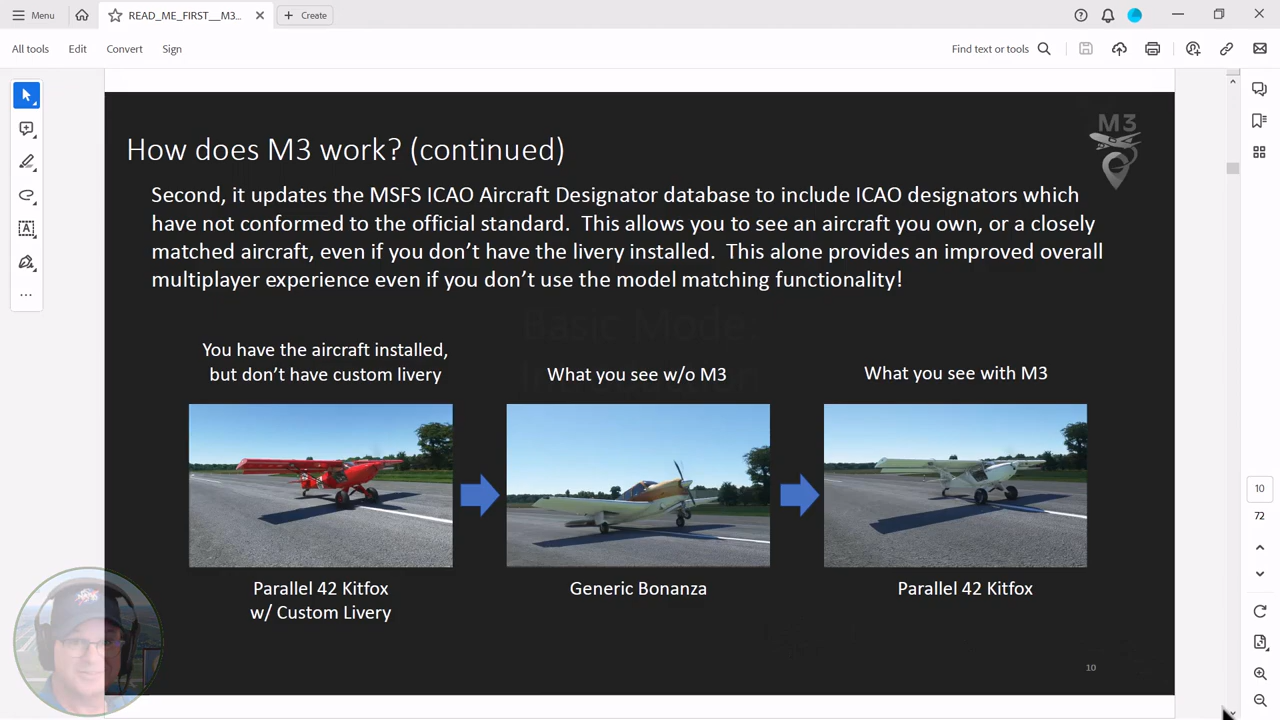 Menu
READ_ME_FIRST__M3...
Create
All tools
Edit
Convert
Sign
Find text or tools
How does M3 work? (continued)
M3
Second, it updates the MSFS ICAO Aircraft Designator database to include ICAO designators which
have not conformed to the official standard.  This allows you to see an aircraft you own, or a closely
matched aircraft, even if you don’t have the livery installed.  This alone provides an improved overall
multiplayer experience even if you don’t use the model matching functionality!
Basic Mode
You have the aircraft installed,
but don’t have custom livery
What you see w/o M3
What you see with M3
Parallel 42 Kitfox
w/ Custom Livery
Generic Bonanza
Parallel 42 Kitfox
10
10
72